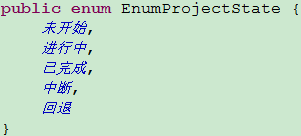 public enum EnumProjectState {
未开始,
进行中,
已完成,
中断,
回退
}